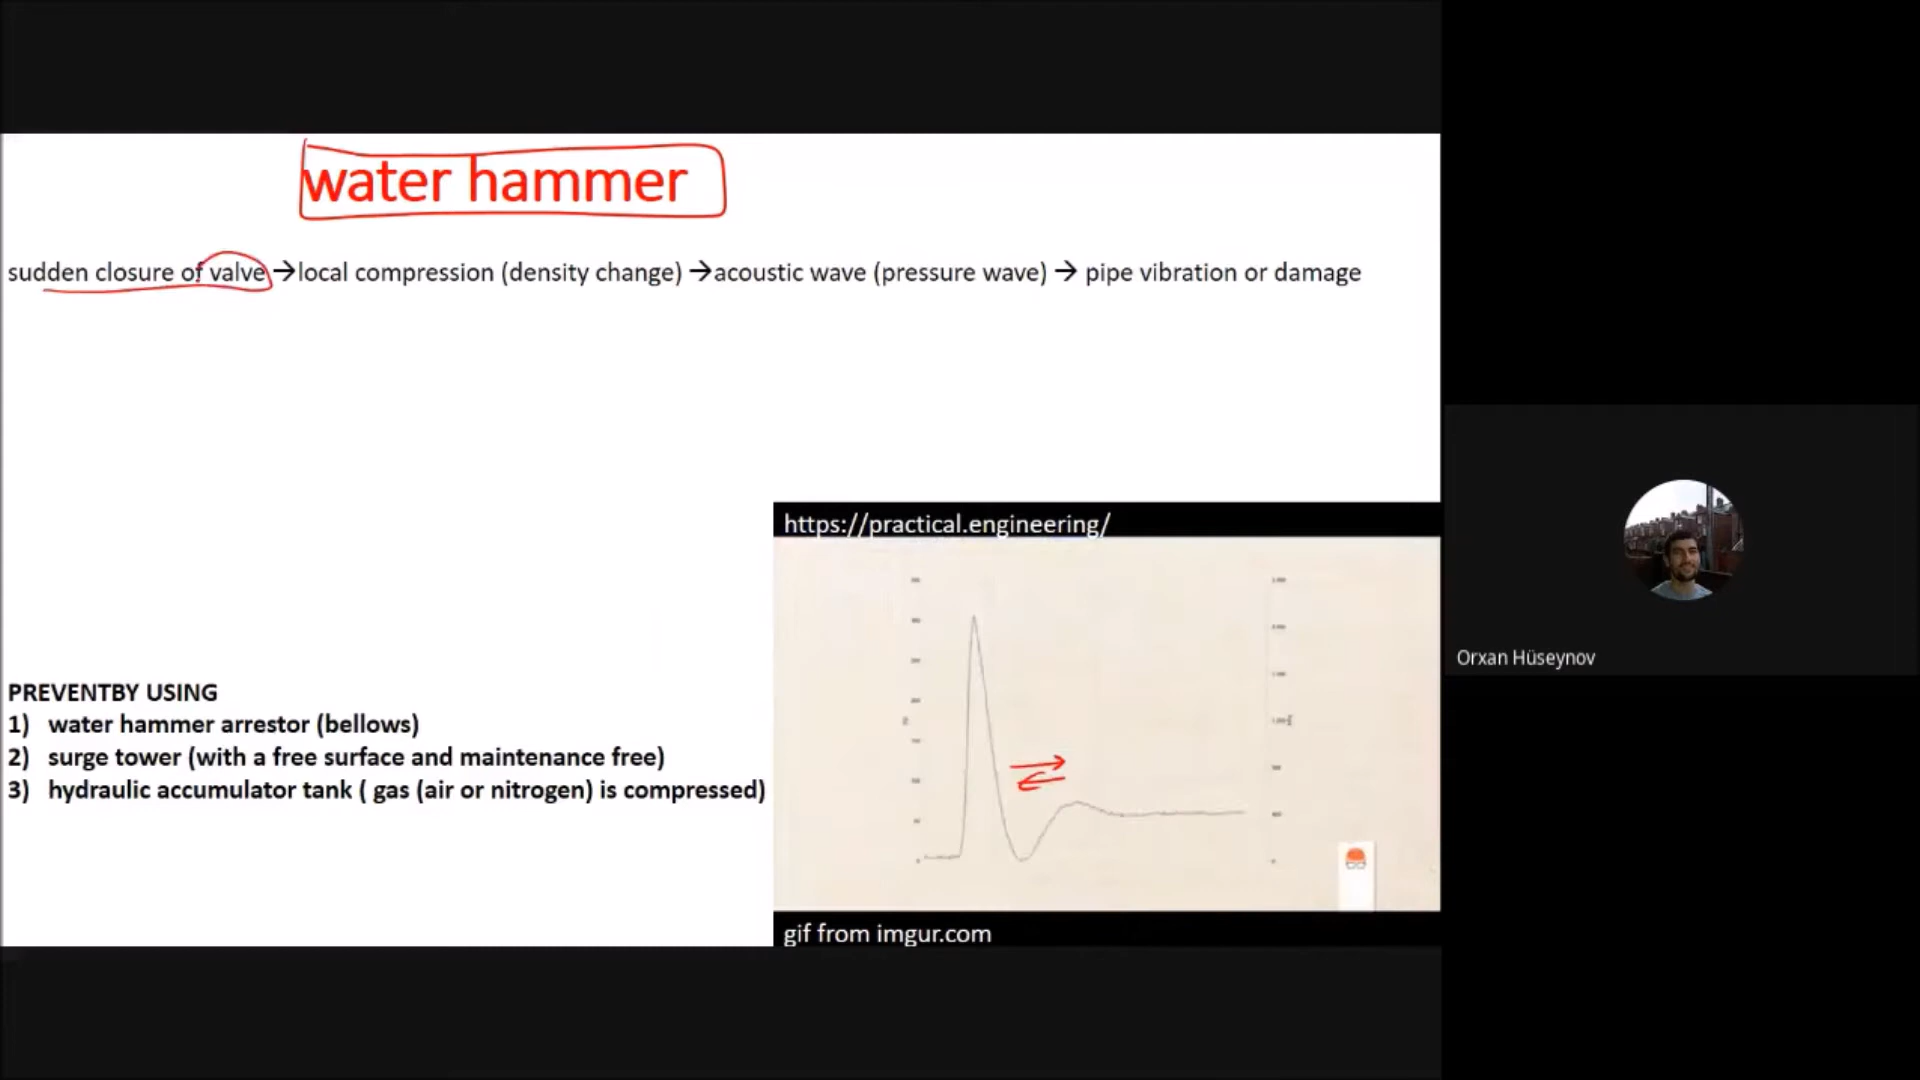 water hammer
sudden closure of valve →local compression (density change) →acoustic wave (pressure wave) → pipe vibration or damage
https://practical.engineering/
PREVENTBY USING
1) water hammer arrestor (bellows)
2) surge tower (with a free surface and maintenance free)
3) hydraulic accumulator tank ( gas (air or nitrogen) is compressed)
gif from imgur.com
Orxan Hüseynov